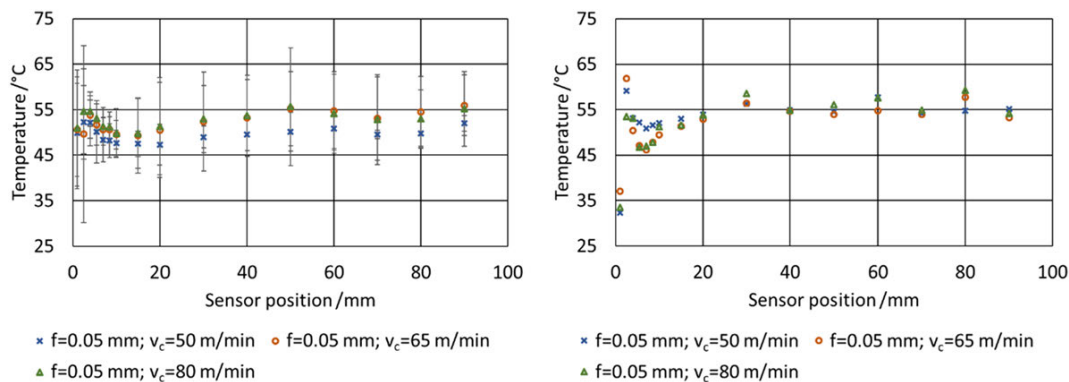 75
65
55
45
35
25
Temperature /°C
0 20 40 60 80 100
Sensor position /mm
f=0.05 mm; vc=50 m/min f=0.05 mm; vc=65 m/min
f=0.05 mm; vc=80 m/min
75
65
55
45
35
25
Temperature /°C
0 20 40 60 80 100
Sensor position /mm
f=0.05 mm; vc=50 m/min f=0.05 mm; vc=65 m/min
f=0.05 mm; vc=80 m/min